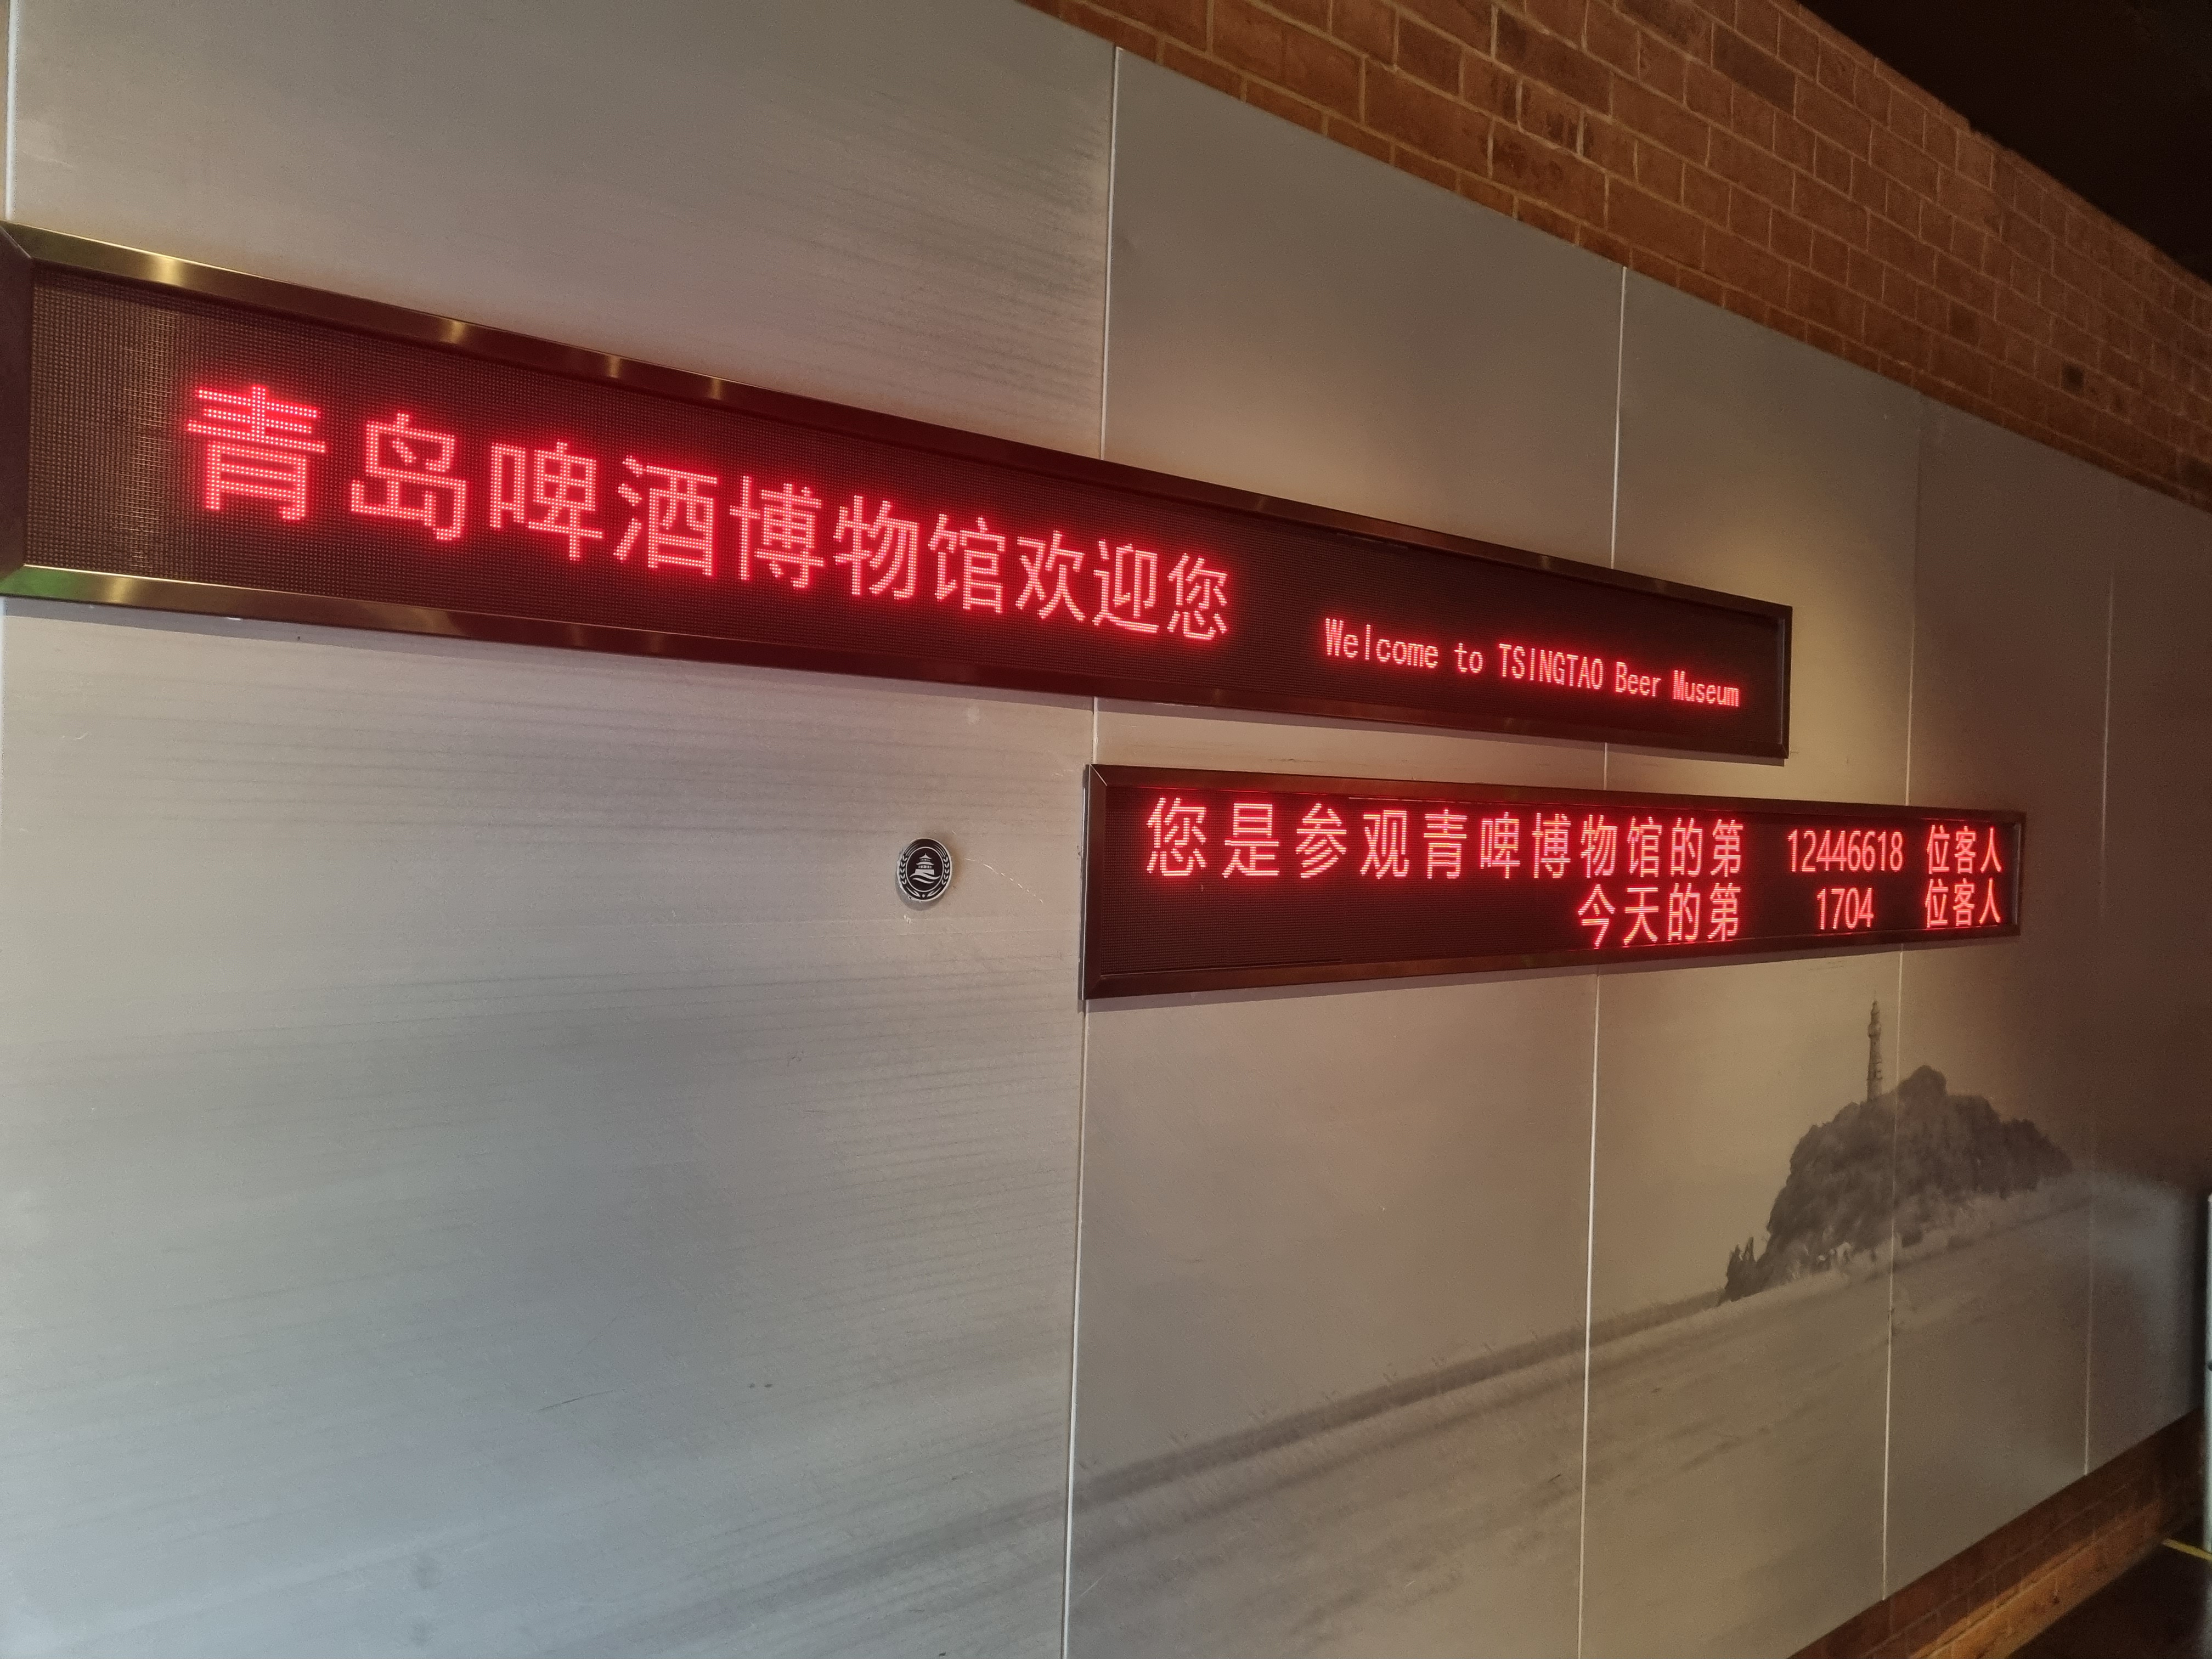 青岛啤酒博物馆欢迎您 Welcome to TSINGTAO Beer Museum
您是参观青啤博物馆的第 12446618 位客人
今天的第 1704 位客人